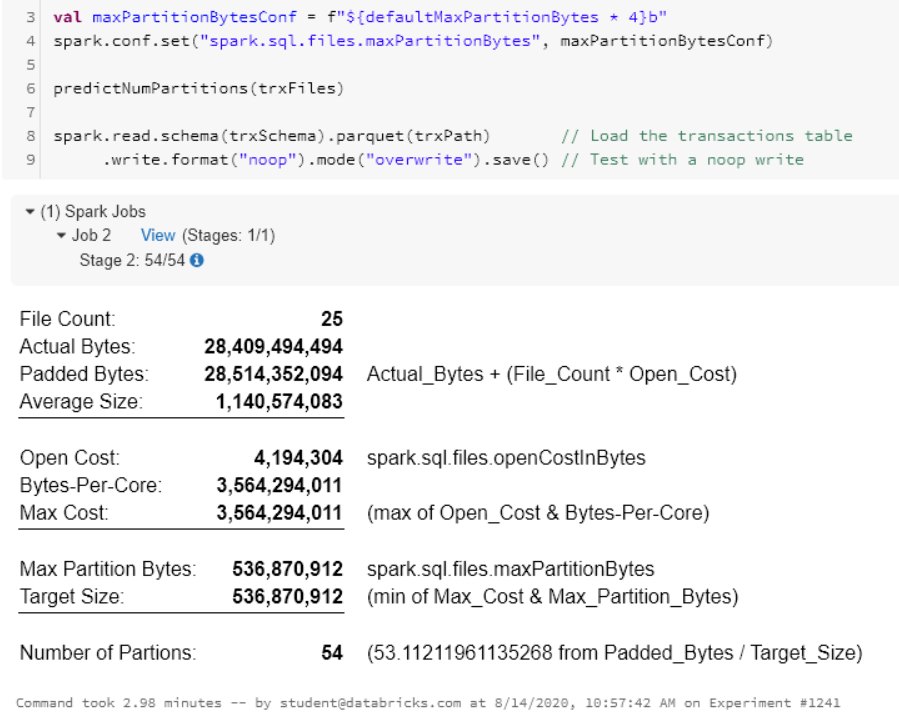 3 val maxPartitionBytesConf = f"${defaultMaxPartitionBytes * 4}b"
4 spark.conf.set("spark.sql.files.maxPartitionBytes", maxPartitionBytesConf)
5
6 predictNumPartitions(trxFiles)
7
8 spark.read.schema(trxSchema).parquet(trxPath) // Load the transactions table
9 .write.format("noop").mode("overwrite").save() // Test with a noop write
(1) Spark Jobs
Job 2 View (Stages: 1/1)
Stage 2: 54/54
File Count: 25
Actual Bytes: 28,409,494,494
Padded Bytes: 28,514,352,094 Actual_Bytes + (File_Count * Open_Cost)
Average Size: 1,140,574,083
Open Cost: 4,194,304 spark.sql.files.openCostInBytes
Bytes-Per-Core: 3,564,294,011
Max Cost: 3,564,294,011 (max of Open_Cost & Bytes-Per-Core)
Max Partition Bytes: 536,870,912 spark.sql.files.maxPartitionBytes
Target Size: 536,870,912 (min of Max_Cost & Max_Partition_Bytes)
Number of Partions: 54 (53.11211961135268 from Padded_Bytes / Target_Size)
Command took 2.98 minutes -- by student@databricks.com at 8/14/2020, 10:57:42 AM on Experiment #1241